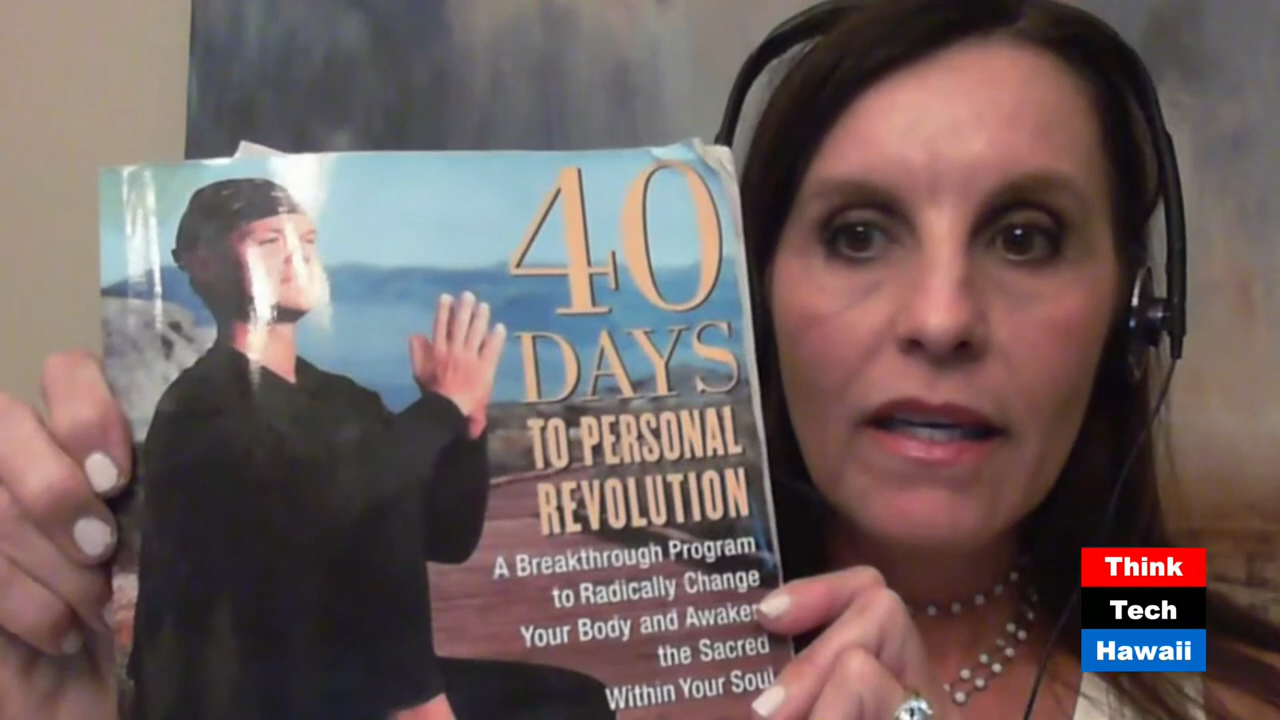 40
DAYS
TO PERSONAL
REVOLUTION
A Breakthrough Program
to Radically Change
Your Body and Awaken
the Sacred
Within Your Soul
Think
Tech
Hawaii